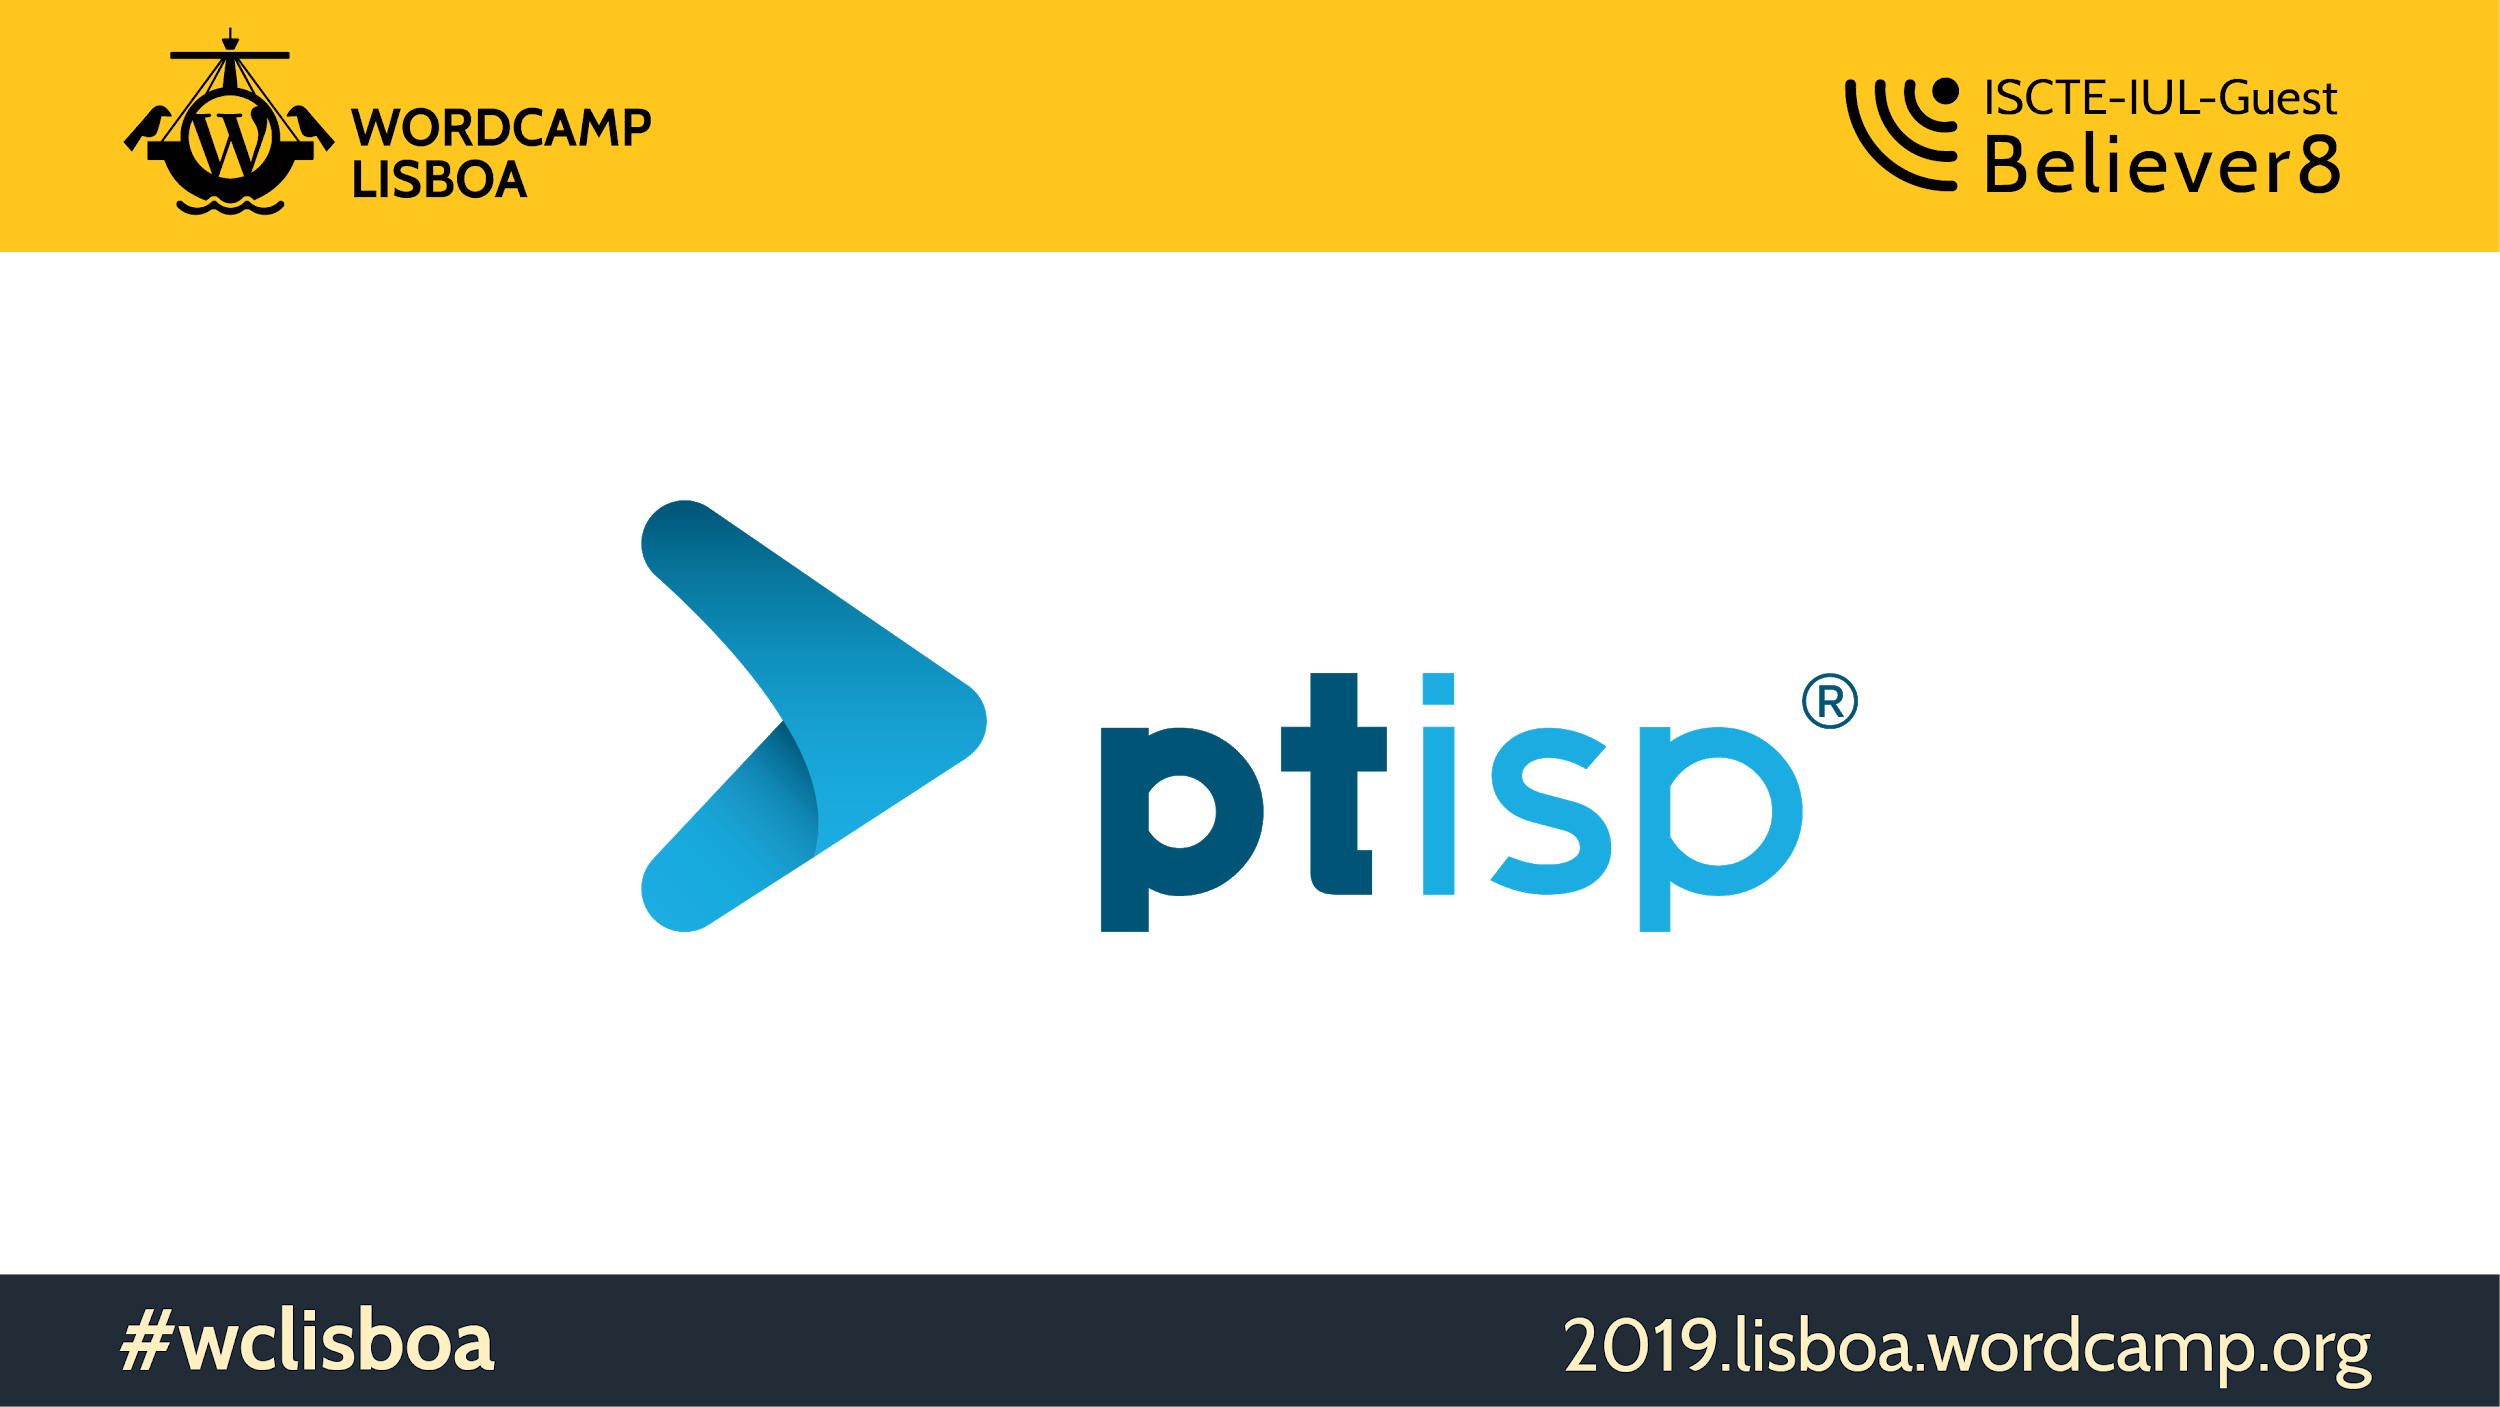 WORDCAMP
LISBOA
ISCTE-IUL-Guest
Believer8
ptisp®
#wclisboa
2019.lisboa.wordcamp.org